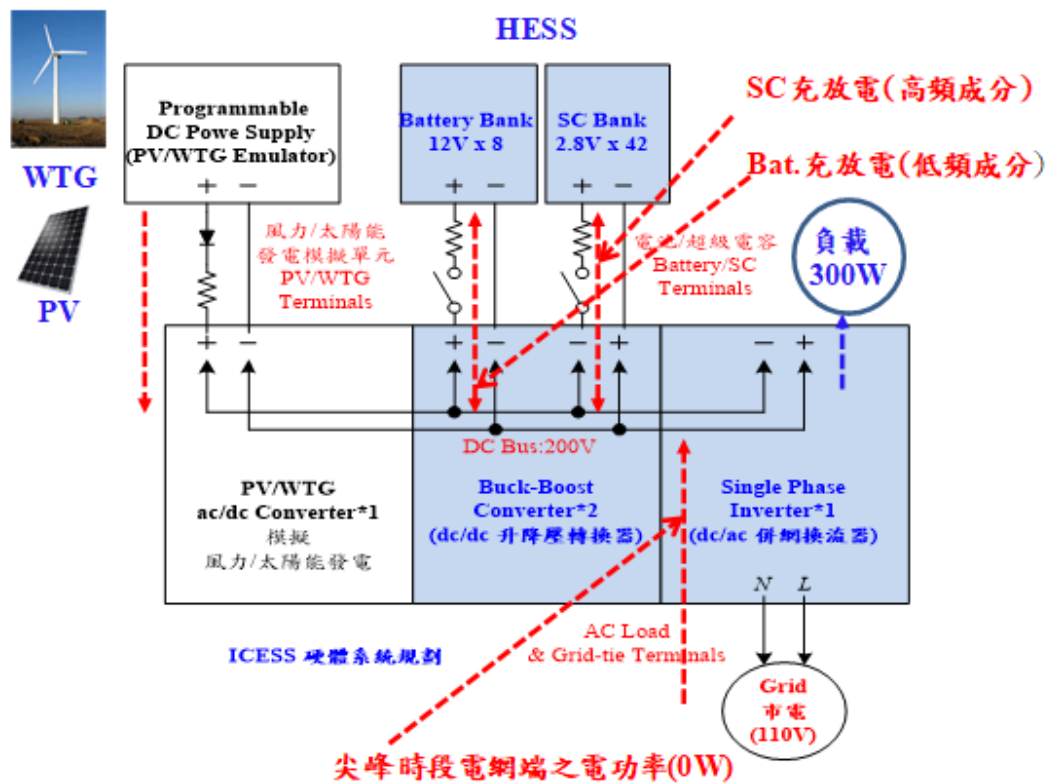 HESS
WTG
PV
Programmable
DC Powe Supply
(PV/WTG Emulator)
+ −
Battery Bank
12V x 8
+ −
SC Bank
2.8V x 42
+ −
SC充放電(高頻成分)
Bat.充放電(低頻成分)
風力/太陽能
發電模擬單元
PV/WTG
Terminals
電池/超級電容
Battery/SC
Terminals
負載
300W
+ − + − − + − +
DC Bus:200V
PV/WTG
ac/dc Converter*1
模擬
風力/太陽能發電
Buck-Boost
Converter*2
(dc/dc 升降壓轉換器)
Single Phase
Inverter*1
(dc/ac 併網換流器)
N L
AC Load
& Grid-tie Terminals
ICESS 硬體系統規劃
Grid
市電
(110V)
尖峰時段電網端之電功率(0W)